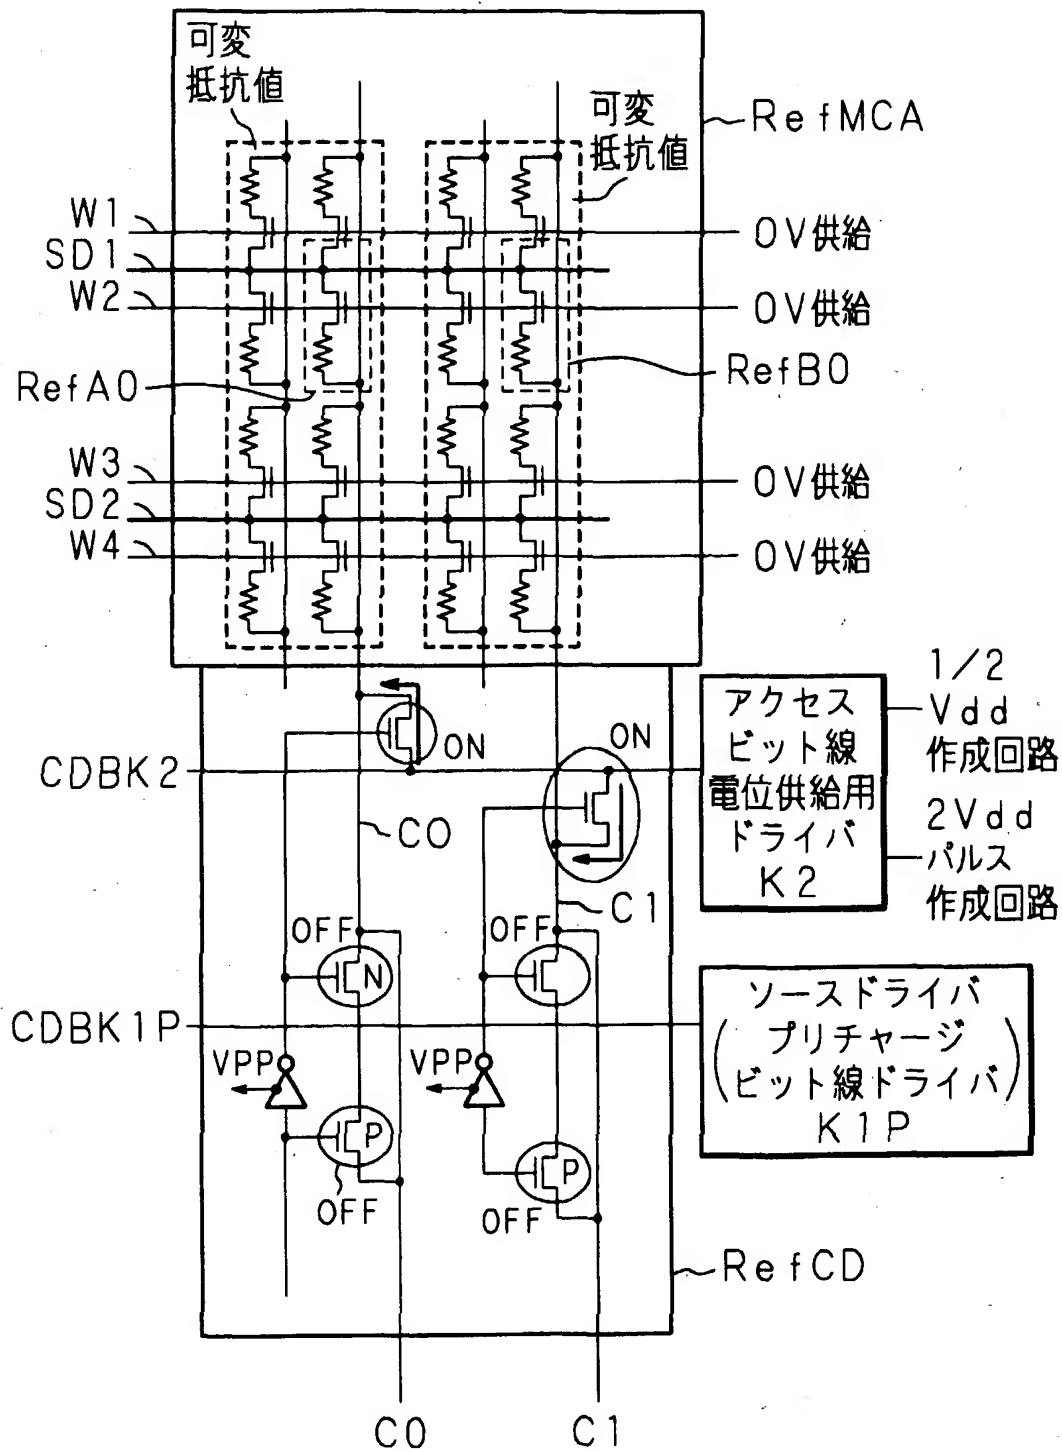 可変
抵抗値
可変
抵抗値
RefMCA
W1
0V供給
SD1
W2
0V供給
RefA0
RefB0
W3
0V供給
SD2
W4
0V供給
1/2
Vdd
作成回路
アクセス
ビット線
電位供給用
ドライバ
K2
ON
ON
CDBK2
C0
2Vdd
パルス
作成回路
C1
OFF
OFF
N
ソースドライバ
(プリチャージ
ビット線ドライバ)
K1P
CDBK1P
VPP
VPP
P
P
OFF
OFF
RefCD
C0
C1